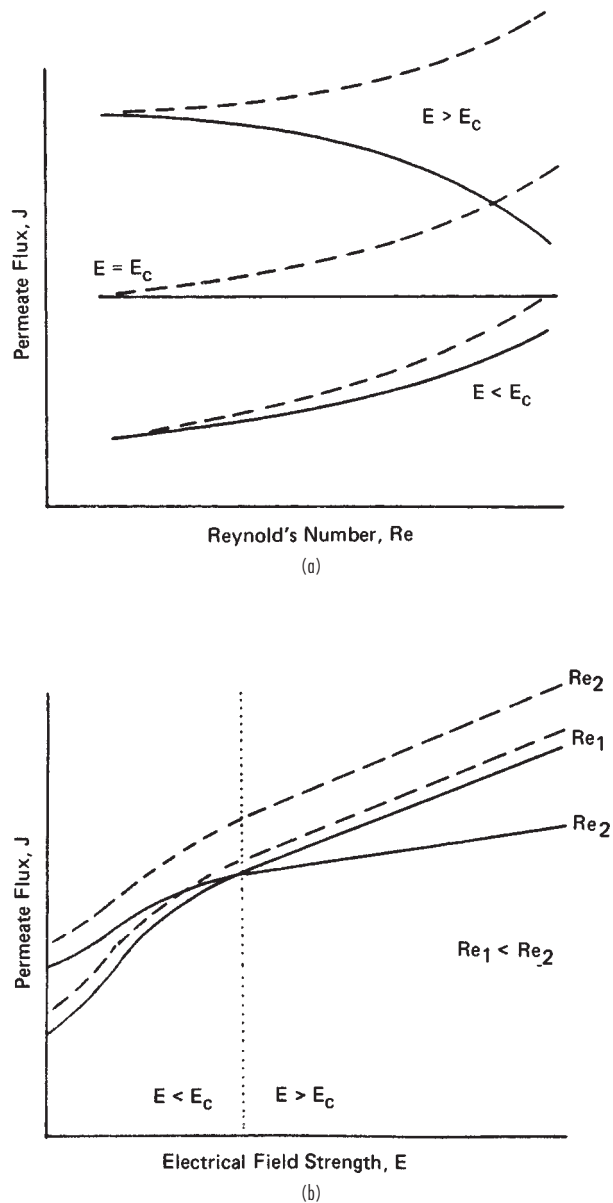 E > Ec
Permeate Flux, J
E = Ec
E < Ec
Reynold's Number, Re
(a)
Re2
Re1
Re2
Permeate Flux, J
Re1 < Re2
E < Ec
E > Ec
Electrical Field Strength, E
(b)